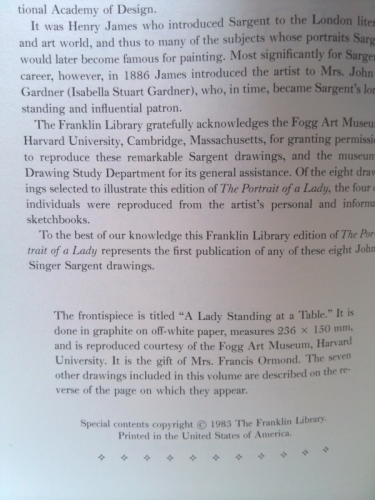 tional Academy of Design.
It was Henry James who introduced Sargent to the London
and art world, and thus to many of the subjects whose portraits
would later become famous for painting. Most significantly for
career, however, in 1886 James introduced the artist to Mrs. John
Gardner (Isabella Stuart Gardner), who, in time, became Sargent's
standing and influential patron.
The Franklin Library gratefully acknowledges the Fogg Art
Harvard University, Cambridge, Massachusetts, for granting
to reproduce these remarkable Sargent drawings, and the
Drawing Study Department for its general assistance. Of the eight
ings selected to illustrate this edition of The Portrait of a Lady, the four
individuals were reproduced from the artist's personal and
sketchbooks.
To the best of our knowledge this Franklin Library edition of The Por-
trait of a Lady represents the first publication of any of these eight John
Singer Sargent drawings.
The frontispiece is titled “A Lady Standing at a Table.” It is
done in graphite on off-white paper, measures 236 × 150 mm,
and is reproduced courtesy of the Fogg Art Museum, Harvard
University. It is the gift of Mrs. Francis Ormond. The seven
other drawings included in this volume are described on the re-
verse of the page on which they appear.
Special contents copyright © 1983 The Franklin Library.
Printed in the United States of America.